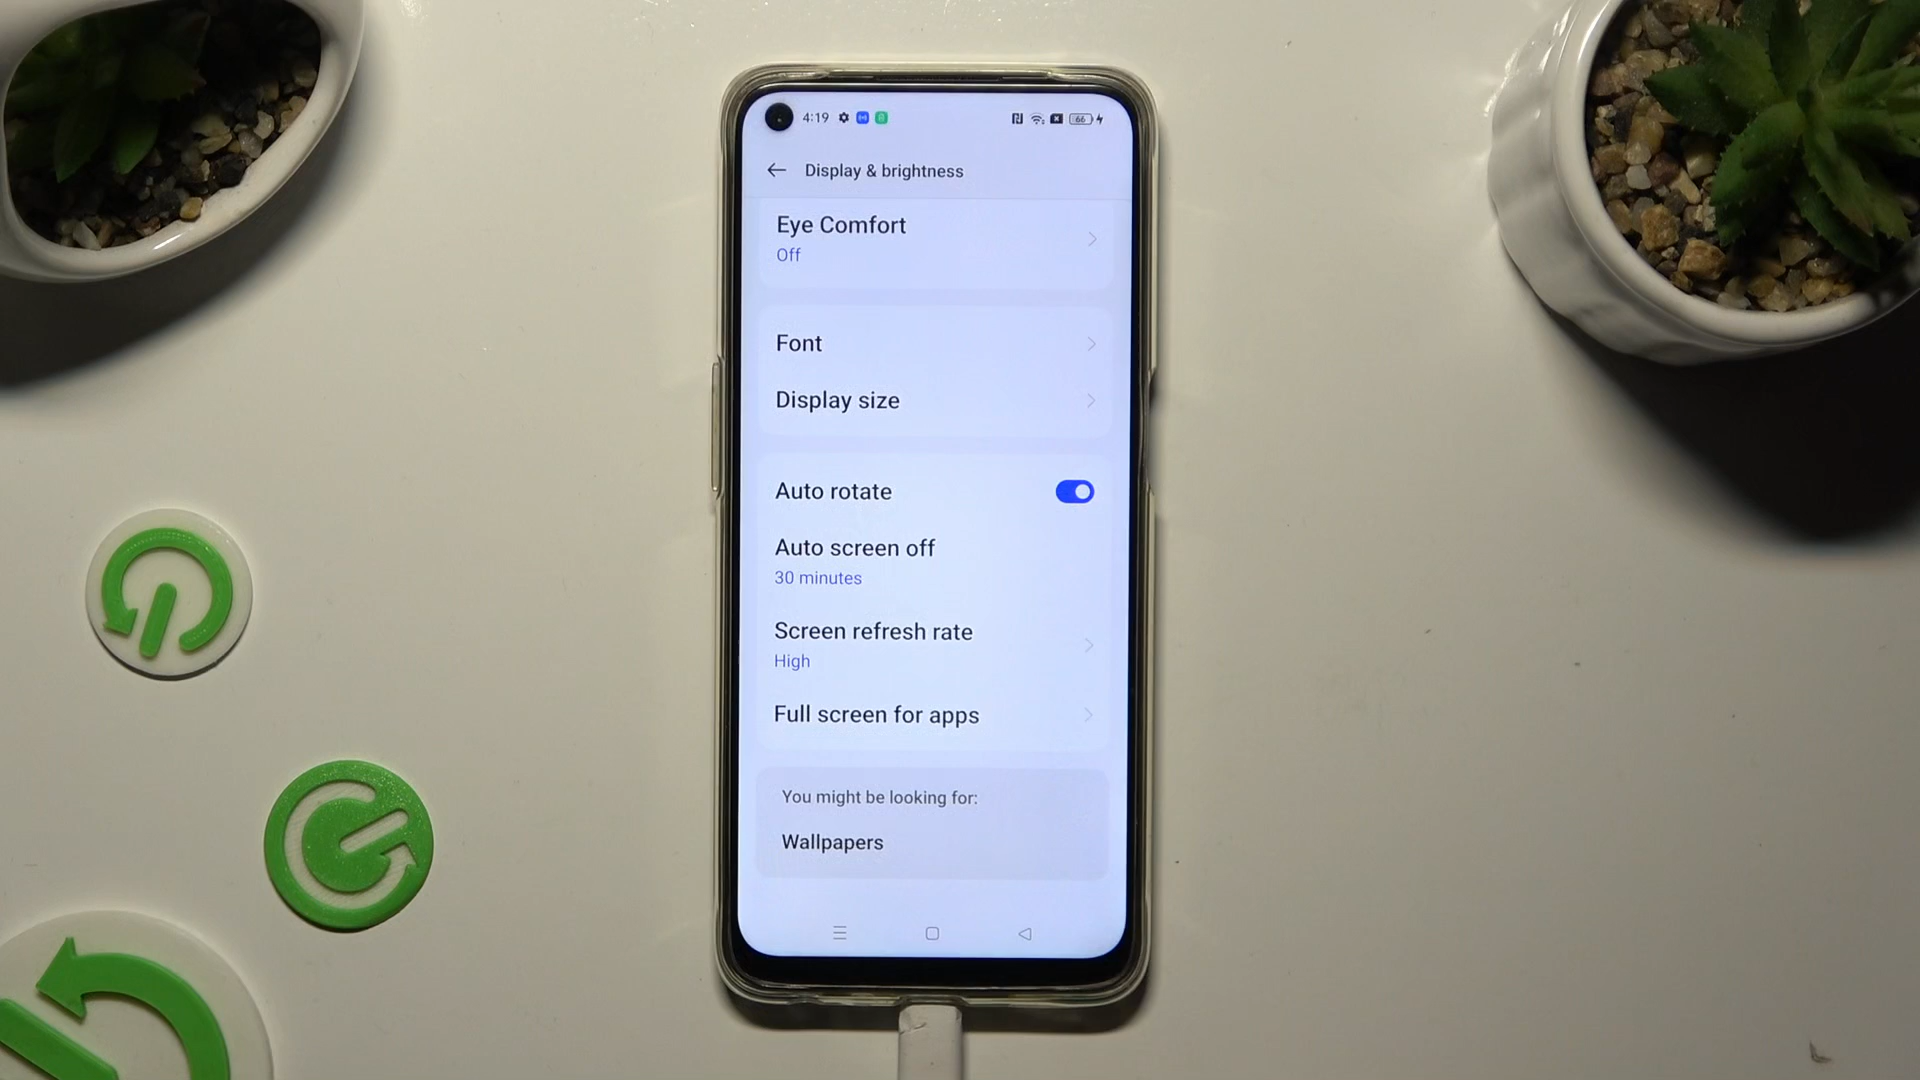 4:19
66
Display & brightness
Eye Comfort
Off
Font
Display size
Auto rotate
Auto screen off
30 minutes
Screen refresh rate
High
Full screen for apps
You might be looking for:
Wallpapers